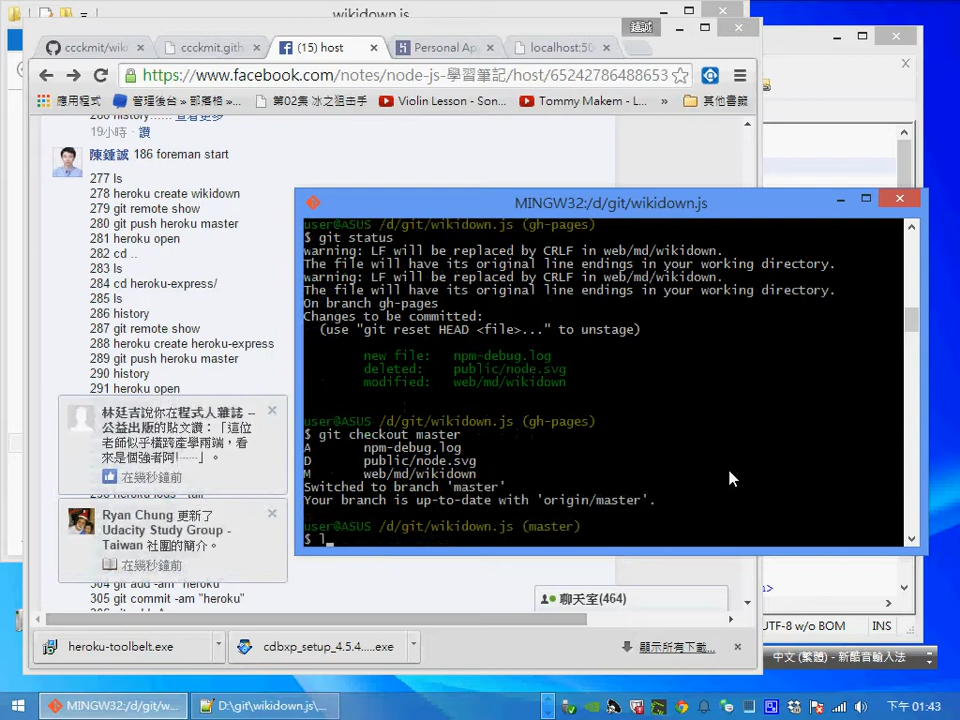 wikidown.js
越誠
ccckmit/wiki
ccckmit.gith
(15) host
Personal Ap
localhost:50
https://www.facebook.com/notes/node-js-學習筆記/host/65242786488653
應用程式
管理後台 » 部落格 »...
第02集 冰之狙击手
Violin Lesson - Son...
Tommy Makem - L...
»
其他書籤
286 history...... 查看更多
19小時 · 讚
陳鍾誠 186 foreman start
277 ls
278 heroku create wikidown
279 git remote show
280 git push heroku master
281 heroku open
282 cd ..
283 ls
284 cd heroku-express/
285 ls
286 history
287 git remote show
288 heroku create heroku-express
289 git push heroku master
290 history
291 heroku open
林廷吉說你在程式人雜誌 --
公益出版的貼文讚：「這位
老師似乎橫跨產學兩端，看
來是個強者阿!-----」。
在幾秒鐘前
Ryan Chung 更新了
Udacity Study Group -
Taiwan 社團的簡介。
在幾秒鐘前
304 git add -am "heroku
305 git commit -am "heroku"
聊天室(464)
MINGW32:/d/git/wikidown.js
user@ASUS /d/git/wikidown.js (gh-pages)
$ git status
warning: LF will be replaced by CRLF in web/md/wikidown.
The file will have its original line endings in your working directory.
warning: LF will be replaced by CRLF in web/md/wikidown.
The file will have its original line endings in your working directory.
On branch gh-pages
Changes to be committed:
(use "git reset HEAD <file>..." to unstage)
new file: npm-debug.log
deleted: public/node.svg
modified: web/md/wikidown
user@ASUS /d/git/wikidown.js (gh-pages)
$ git checkout master
A npm-debug.log
D public/node.svg
M web/md/wikidown
Switched to branch 'master'
Your branch is up-to-date with 'origin/master'.
user@ASUS /d/git/wikidown.js (master)
$ l
UTF-8 w/o BOM INS
heroku-toolbelt.exe
cdbxp_setup_4.5.4.....exe
顯示所有下載...
中文 (繁體) - 新酷音輸入法
MINGW32:/d/git/w...
D:\git\wikidown.js\...
下午 01:43